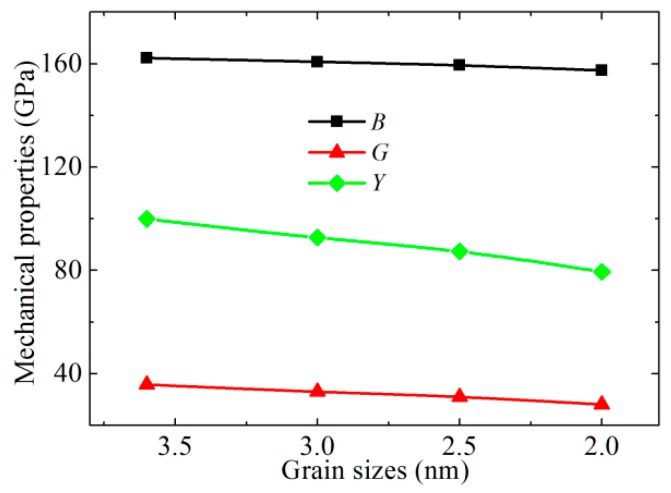 Mechanical properties (GPa)
160
120
80
40
B
G
Y
3.5 3.0 2.5 2.0
Grain sizes (nm)